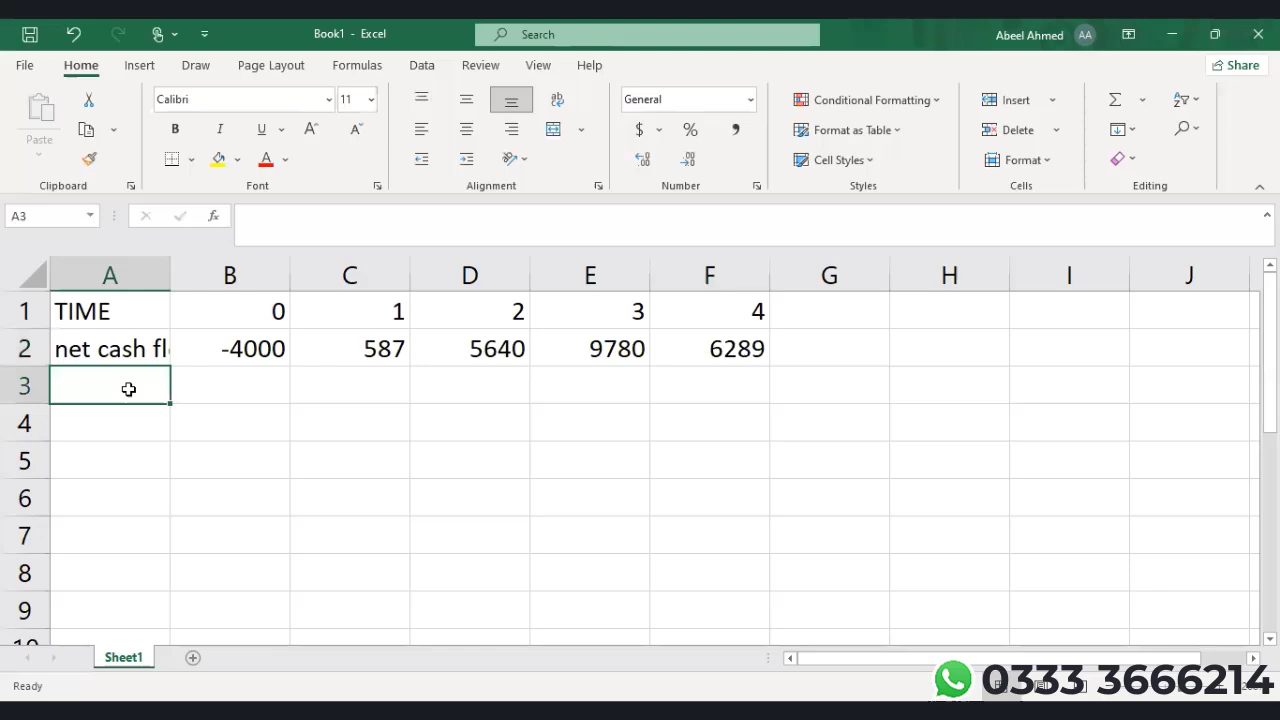 Book1 - Excel
Search
Abeel Ahmed
AA
File Home Insert Draw Page Layout Formulas Data Review View Help
Share
Paste
Calibri
11
B I U A A
A
General
$ % 9
Conditional Formatting
Format as Table
Cell Styles
Insert
Delete
Format
Σ
Clipboard Font Alignment Number Styles Cells Editing
A3
fx
A B C D E F G H I J
1 TIME 0 1 2 3 4
2 net cash fl -4000 587 5640 9780 6289
3
4
5
6
7
8
9
10
Sheet1
Ready
0333 3666214